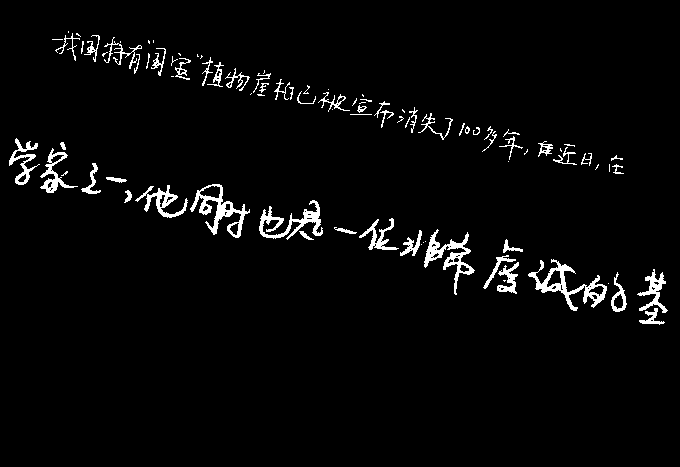 我国特有“国宝”植物崖柏已被宣布消失了100多年,但近日,在
学家之一,他同时也是一位非常虔诚的基